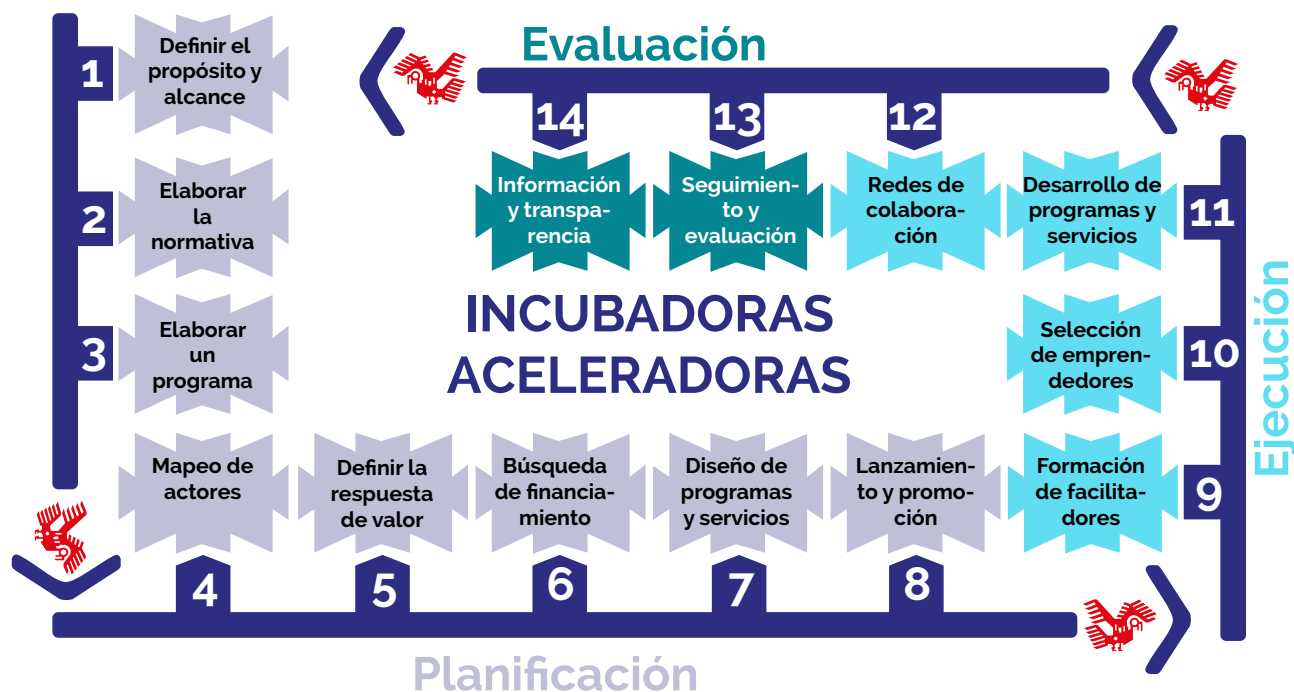 1
Definir el
propósito y
alcance
2
Elaborar
la
normativa
3
Elaborar
un
programa
4
Mapeo de
actores
5
Definir la
respuesta
de valor
6
Búsqueda
de financia-
miento
7
Diseño de
programas
y servicios
8
Lanzamien-
to y promo-
ción
Planificación
9
Formación
de facilita-
dores
10
Selección
de empren-
dedores
11
Desarrollo de
programas y
servicios
Ejecución
12
Redes de
colabora-
ción
13
Seguimien-
to y
evaluación
14
Información
y transpa-
rencia
Evaluación
INCUBADORAS
ACELERADORAS